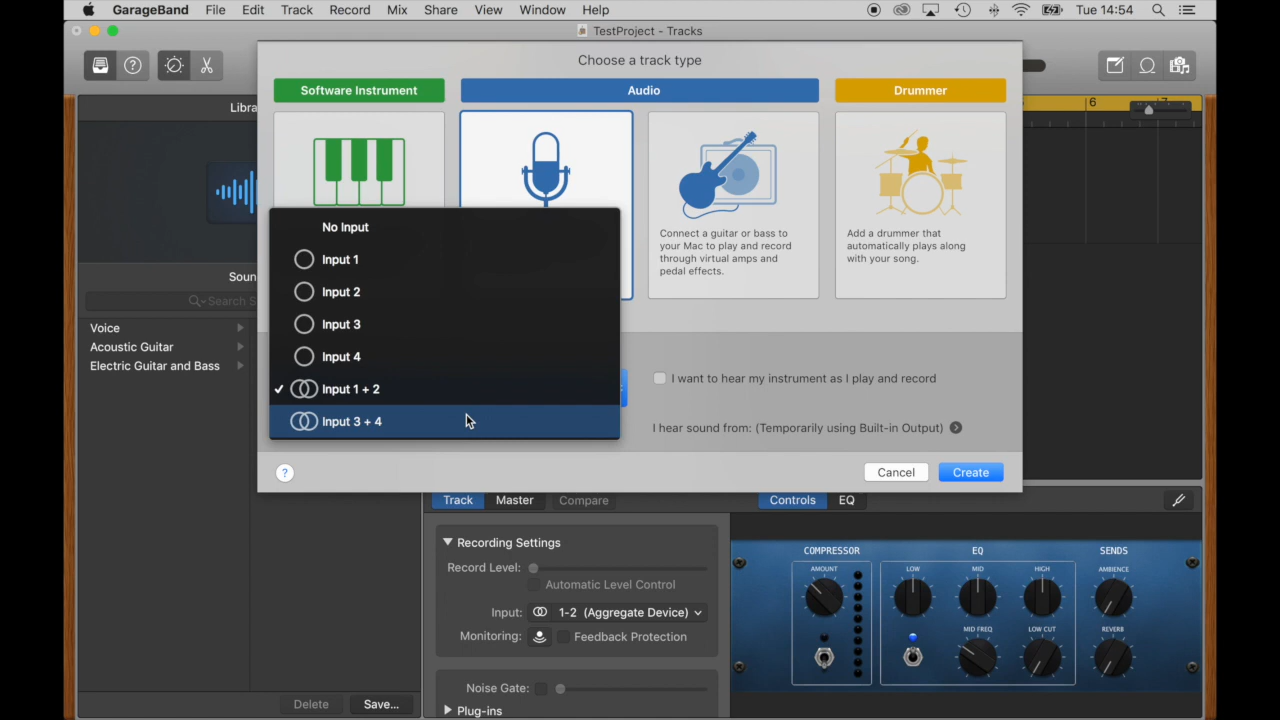 GarageBand File Edit Track Record Mix Share View Window Help Tue 14:54
TestProject - Tracks
Choose a track type
Software Instrument Audio Drummer
6 7
Connect a guitar or bass to
your Mac to play and record
through virtual amps and
pedal effects.
Add a drummer that
automatically plays along
with your song.
No Input
Input 1
Input 2
Input 3
Input 4
Input 1 + 2
Input 3 + 4
Libra
Soun
Search S
Voice
Acoustic Guitar
Electric Guitar and Bass
I want to hear my instrument as I play and record
I hear sound from: (Temporarily using Built-in Output)
? Cancel Create
Track Master Compare Controls EQ
Recording Settings
Record Level:
Automatic Level Control
Input: 1-2 (Aggregate Device)
Monitoring: Feedback Protection
Noise Gate:
Plug-ins
COMPRESSOR EQ SENDS
AMOUNT LOW MID HIGH AMBIENCE
MID FREQ LOW CUT REVERB
Delete Save...